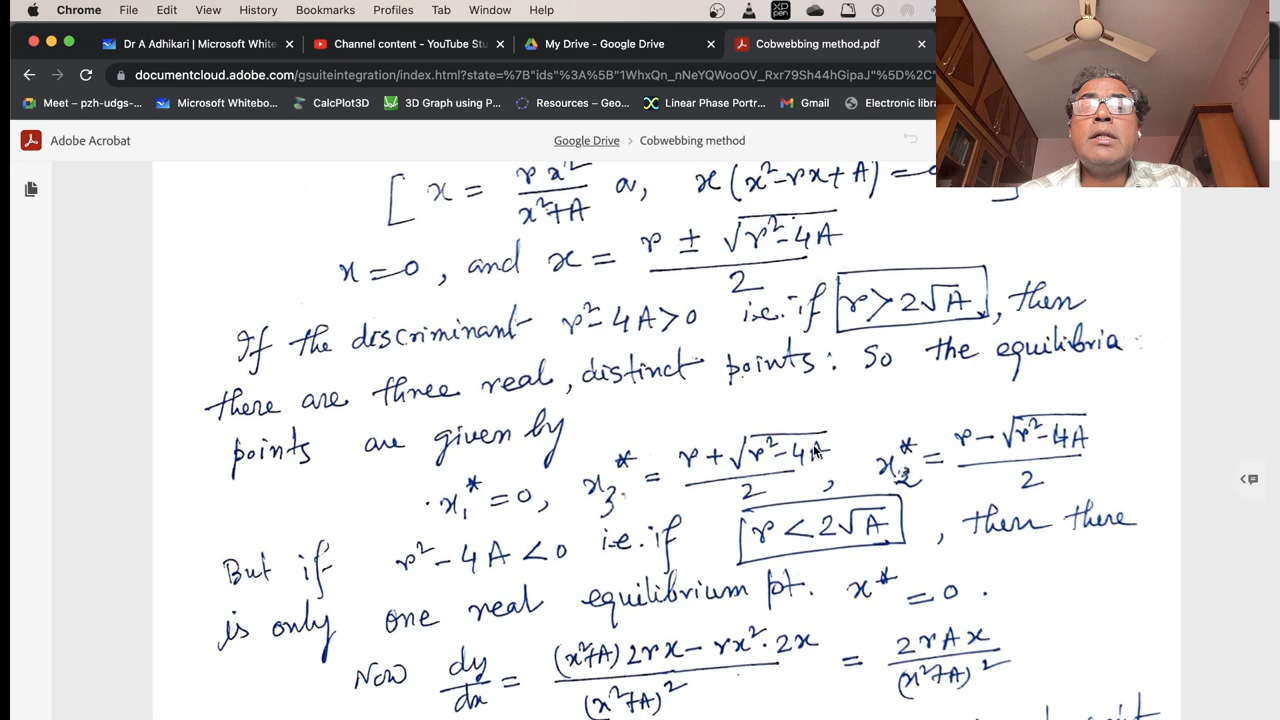 Chrome File Edit View History Bookmarks Profiles Tab Window Help
Dr A Adhikari | Microsoft White Channel content - YouTube Stu My Drive - Google Drive Cobwebbing method.pdf
documentcloud.adobe.com/gsuiteintegration/index.html?state=%7B"ids"%3A%5B"1WhxQn_nNeYQWooOV_Rxr79Sh44hGipaJ"%5D%2C"
Meet – pzh-udgs-... Microsoft Whitebo... CalcPlot3D 3D Graph using P... Resources – Geo... Linear Phase Portr... Gmail Electronic libra
Adobe Acrobat Google Drive Cobwebbing method
[ x = r x² / x²+A or, x(x²-rx+A)=0 ]
x=0, and x = r ± √r²-4A / 2
If the discriminant r²-4A>0 i.e. if r>2√A, then
there are three real, distinct points: So the equilibria
points are given by
x₁* = 0, x₃* = r + √r²-4A / 2, x₂* = r - √r²-4A / 2
But if r²-4A<0 i.e. if r<2√A, then there
is only one real equilibrium pt. x* = 0.
Now dy/dx = (x²+A)2rx - rx²·2x / (x²+A)² = 2rAx / (x²+A)²